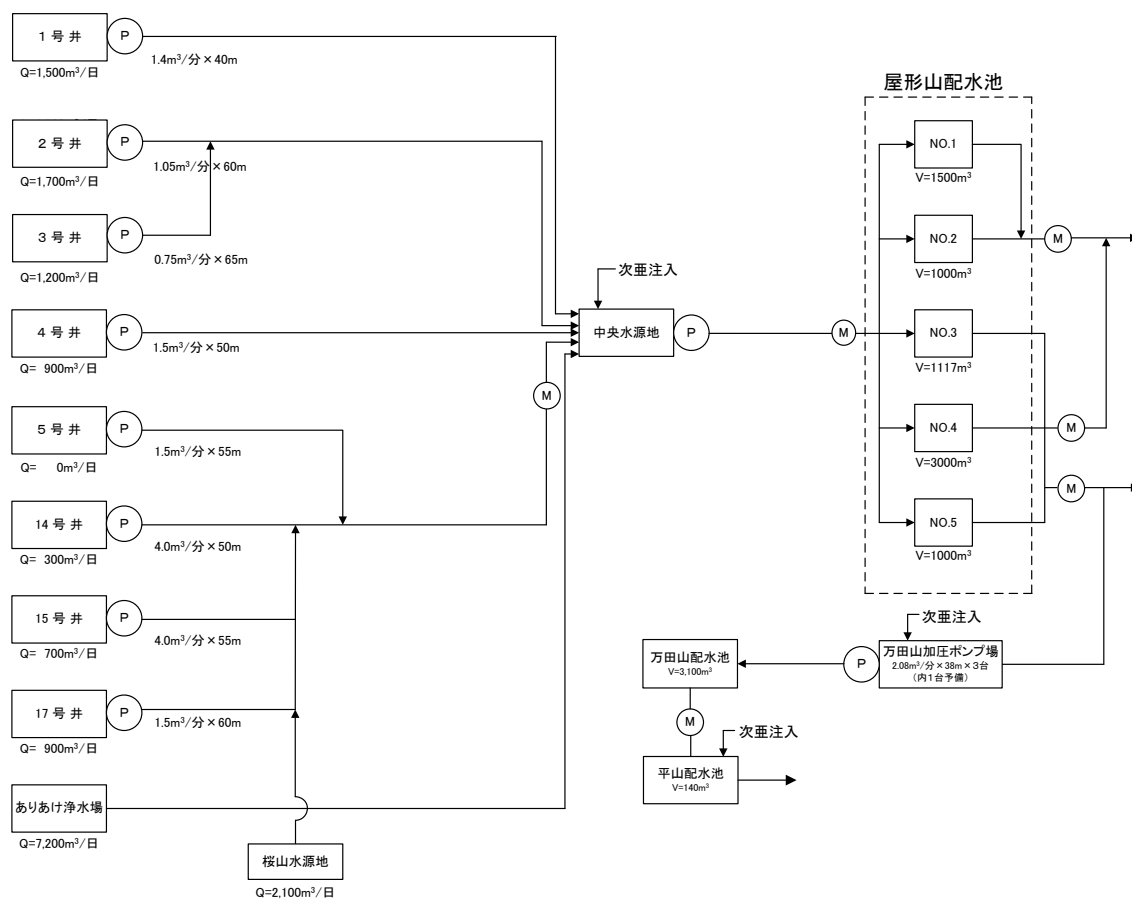 1 号 井
P
1.4m³/分×40m
Q=1,500m³/日
2 号 井
P
1.05m³/分×60m
Q=1,700m³/日
3 号 井
P
0.75m³/分×65m
Q=1,200m³/日
4 号 井
P
1.5m³/分×50m
Q= 900m³/日
5 号 井
P
1.5m³/分×55m
Q= 0m³/日
14 号 井
P
4.0m³/分×50m
Q= 300m³/日
15 号 井
P
4.0m³/分×55m
Q= 700m³/日
17 号 井
P
1.5m³/分×60m
Q= 900m³/日
ありあけ浄水場
Q=7,200m³/日
桜山水源地
Q=2,100m³/日
M
次亜注入
中央水源地
P
M
屋形山配水池
NO.1
V=1500m³
NO.2
V=1000m³
M
NO.3
V=1117m³
NO.4
V=3000m³
M
M
NO.5
V=1000m³
次亜注入
万田山加圧ポンプ場
2.08m³/分×38m×3台
(内1台予備)
P
万田山配水池
V=3,100m³
M
次亜注入
平山配水池
V=140m³